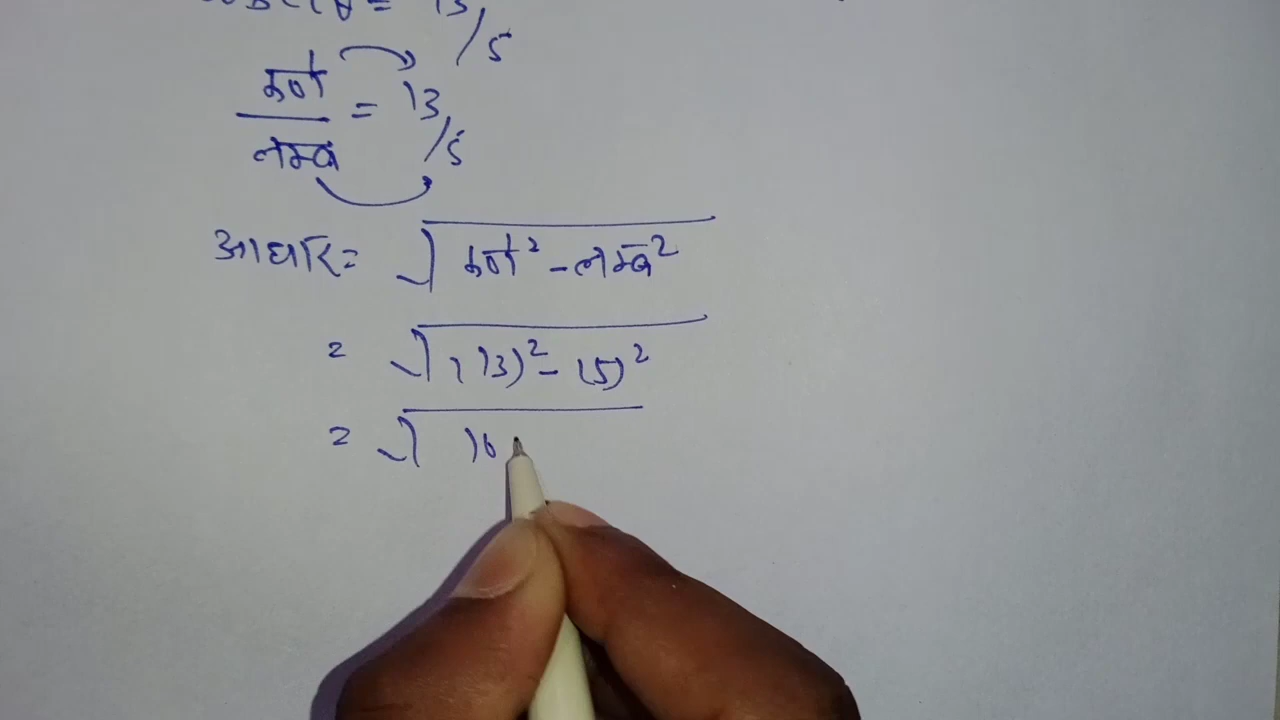 = 13/5
कर्ण/लम्ब = 13/5
आधार = √कर्ण² - लम्ब²
= √(13)² - (5)²
= √16